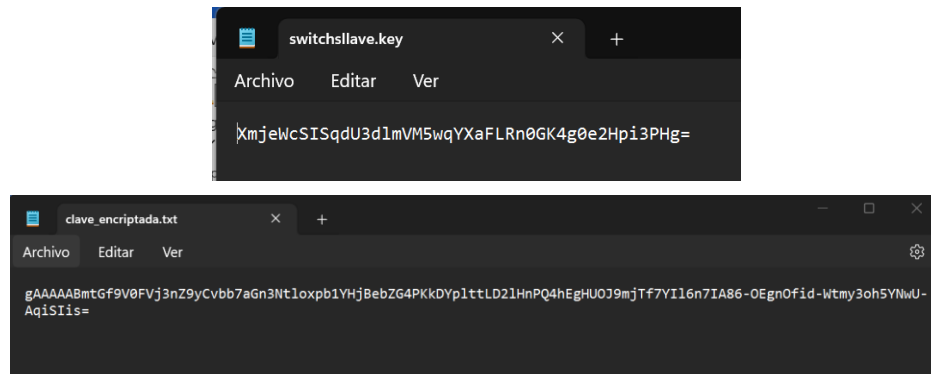 switchsllave.key
Archivo Editar Ver
XmjeWcSISqdU3dlmVM5wqYXaFLRn0GK4g0e2Hpi3PHg=
clave_encriptada.txt
Archivo Editar Ver
gAAAAABmtGf9V0FVj3nZ9yCvbb7aGn3Ntloxpb1YHjBebZG4PKkDYplttLD2lHnPQ4hEgHUOJ9mjTf7YIl6n7IA86-OEgnOfid-Wtmy3oh5YNwU-
AqiSIis=